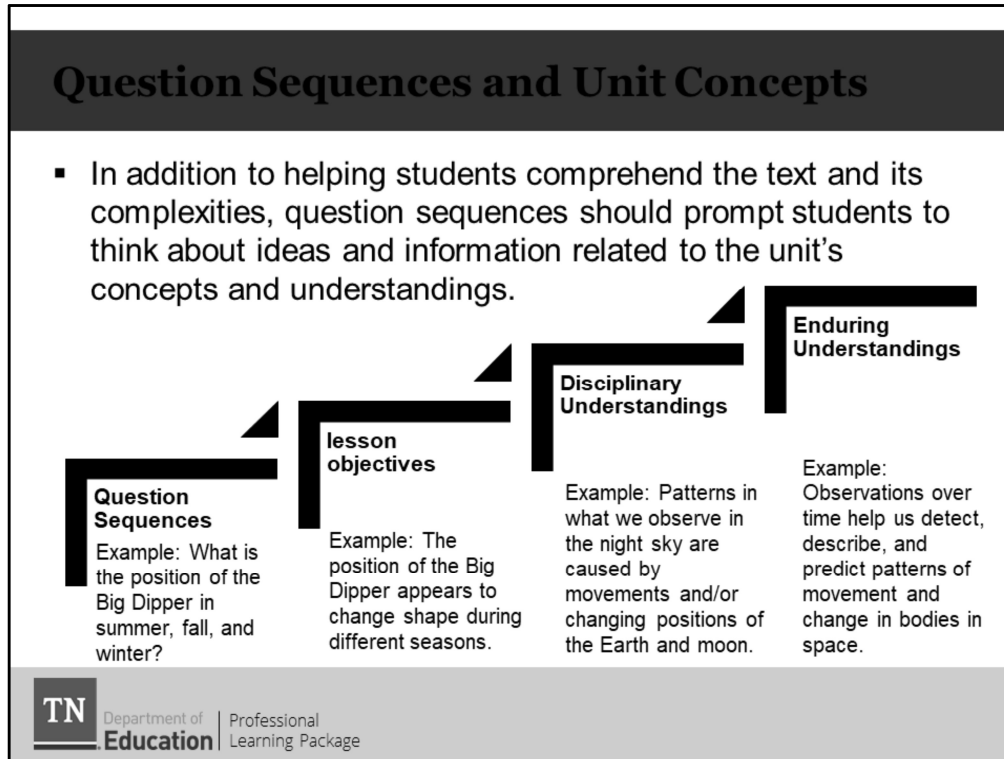 Question Sequences and Unit Concepts
▪ In addition to helping students comprehend the text and its
complexities, question sequences should prompt students to
think about ideas and information related to the unit's
concepts and understandings.
Question
Sequences
Example: What is
the position of the
Big Dipper in
summer, fall, and
winter?
lesson
objectives
Example: The
position of the Big
Dipper appears to
change shape during
different seasons.
Disciplinary
Understandings
Example: Patterns in
what we observe in
the night sky are
caused by
movements and/or
changing positions of
the Earth and moon.
Enduring
Understandings
Example:
Observations over
time help us detect,
describe, and
predict patterns of
movement and
change in bodies in
space.
TN
Department of
Education
Professional
Learning Package